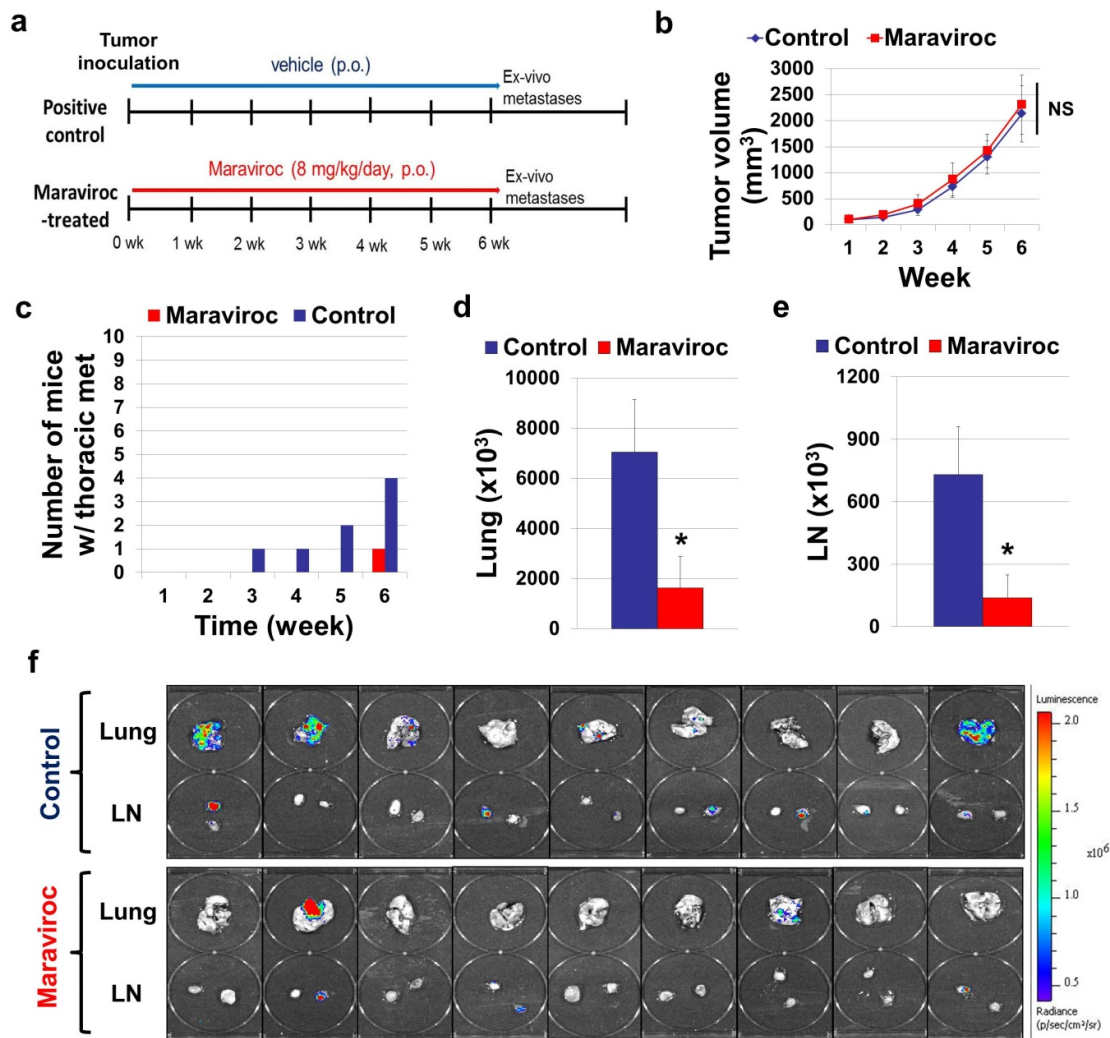 a
Tumor
inoculation
vehicle (p.o.)
Ex-vivo
metastases
Positive
control
Maraviroc (8 mg/kg/day, p.o.)
Ex-vivo
metastases
Maraviroc
-treated
0 wk 1 wk 2 wk 3 wk 4 wk 5 wk 6 wk
b
Control Maraviroc
Tumor volume
(mm³)
3000
2500
2000
1500
1000
500
0
NS
1 2 3 4 5 6
Week
c
Maraviroc Control
Number of mice
w/ thoracic met
10
9
8
7
6
5
4
3
2
1
0
1 2 3 4 5 6
Time (week)
d
Control Maraviroc
Lung (x10³)
10000
8000
6000
4000
2000
0
*
e
Control Maraviroc
LN (x10³)
1200
900
600
300
0
*
f
Control
Lung
LN
Maraviroc
Lung
LN
Luminescence
2.0
1.5
x10⁶
1.0
0.5
Radiance
(p/sec/cm²/sr)